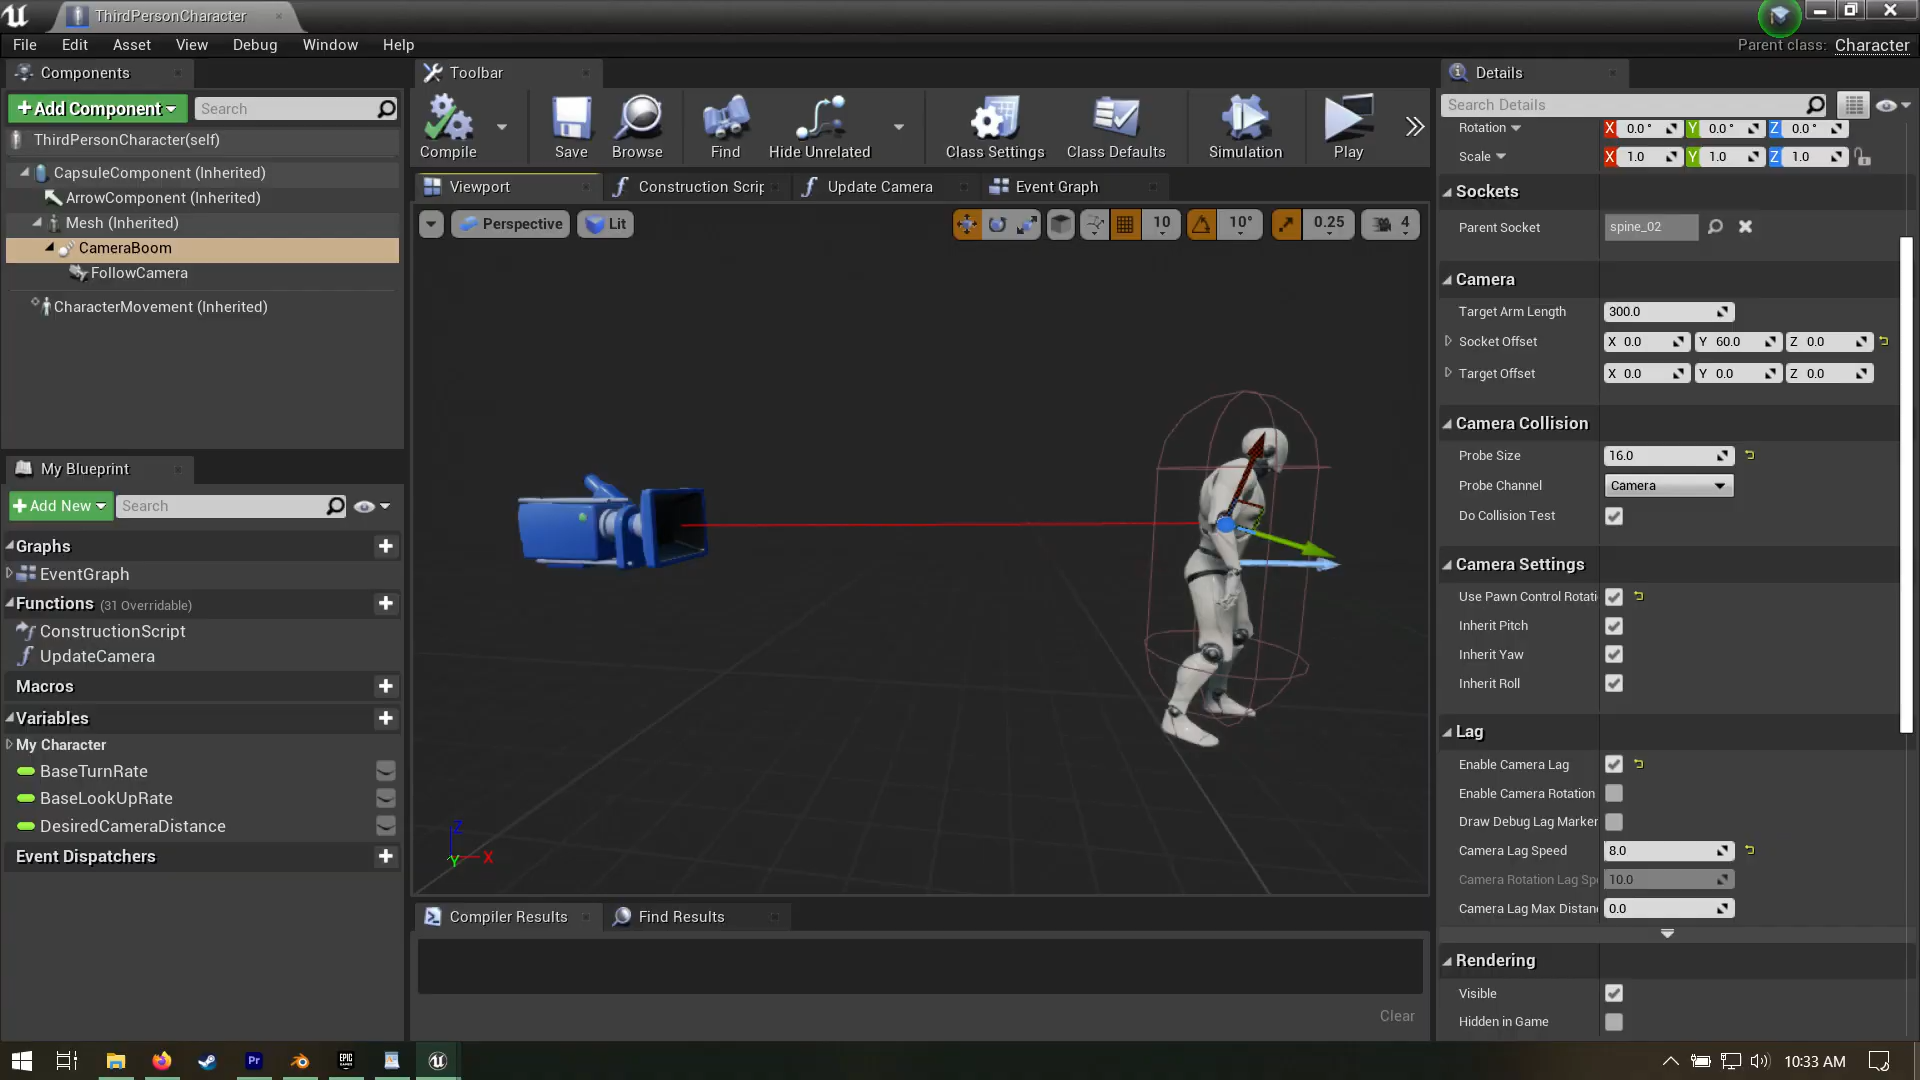 ThirdPersonCharacter
File Edit Asset View Debug Window Help
Parent class: Character
Components
+Add Component
Search
ThirdPersonCharacter(self)
CapsuleComponent (Inherited)
ArrowComponent (Inherited)
Mesh (Inherited)
CameraBoom
FollowCamera
CharacterMovement (Inherited)
My Blueprint
+Add New
Search
Graphs
EventGraph
Functions (31 Overridable)
ConstructionScript
UpdateCamera
Macros
Variables
My Character
BaseTurnRate
BaseLookUpRate
DesiredCameraDistance
Event Dispatchers
Toolbar
Compile Save Browse Find Hide Unrelated Class Settings Class Defaults Simulation Play
Viewport Construction Scrip Update Camera Event Graph
Perspective Lit 10 10° 0.25 4
Z
Y X
Compiler Results Find Results
Clear
Details
Search Details
Rotation X 0.0 ° Y 0.0 ° Z 0.0 °
Scale X 1.0 Y 1.0 Z 1.0
Sockets
Parent Socket spine_02
Camera
Target Arm Length 300.0
Socket Offset X 0.0 Y 60.0 Z 0.0
Target Offset X 0.0 Y 0.0 Z 0.0
Camera Collision
Probe Size 16.0
Probe Channel Camera
Do Collision Test
Camera Settings
Use Pawn Control Rotati
Inherit Pitch
Inherit Yaw
Inherit Roll
Lag
Enable Camera Lag
Enable Camera Rotation
Draw Debug Lag Marker
Camera Lag Speed 8.0
Camera Rotation Lag Spe 10.0
Camera Lag Max Distan 0.0
Rendering
Visible
Hidden in Game
Pr
EPIC
10:33 AM